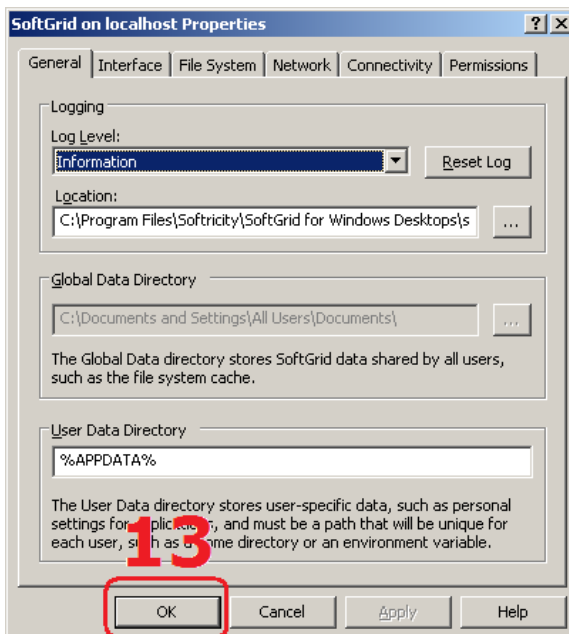 SoftGrid on localhost Properties
General Interface File System Network Connectivity Permissions
Logging
Log Level:
Information
Reset Log
Location:
C:\Program Files\Softricity\SoftGrid for Windows Desktops\s
...
Global Data Directory
C:\Documents and Settings\All Users\Documents\
...
The Global Data directory stores SoftGrid data shared by all users,
such as the file system cache.
User Data Directory
%APPDATA%
The User Data directory stores user-specific data, such as personal
settings for applications, and must be a path that will be unique for
each user, such as a home directory or an environment variable.
13
OK Cancel Apply Help